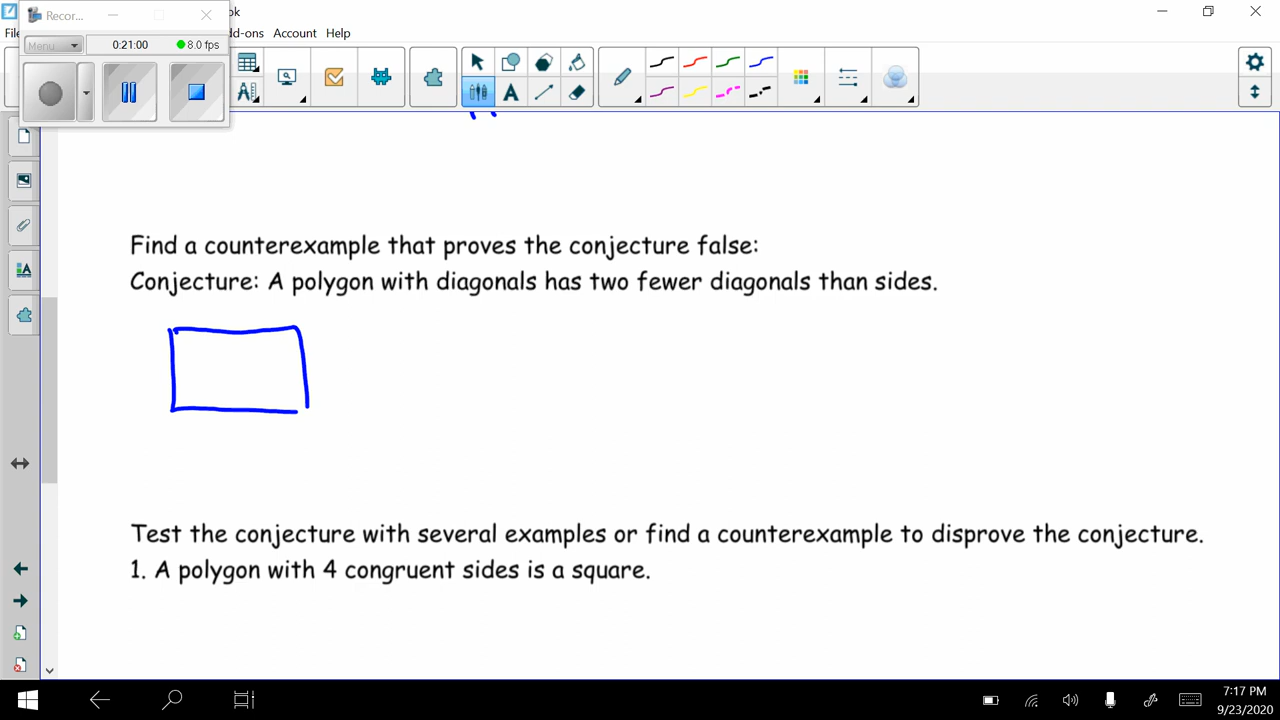 Recor...
ok
File
dd-ons Account Help
Menu
0:21:00
8.0 fps
A
Find a counterexample that proves the conjecture false:
Conjecture: A polygon with diagonals has two fewer diagonals than sides.
Test the conjecture with several examples or find a counterexample to disprove the conjecture.
1. A polygon with 4 congruent sides is a square.
7:17 PM
9/23/2020